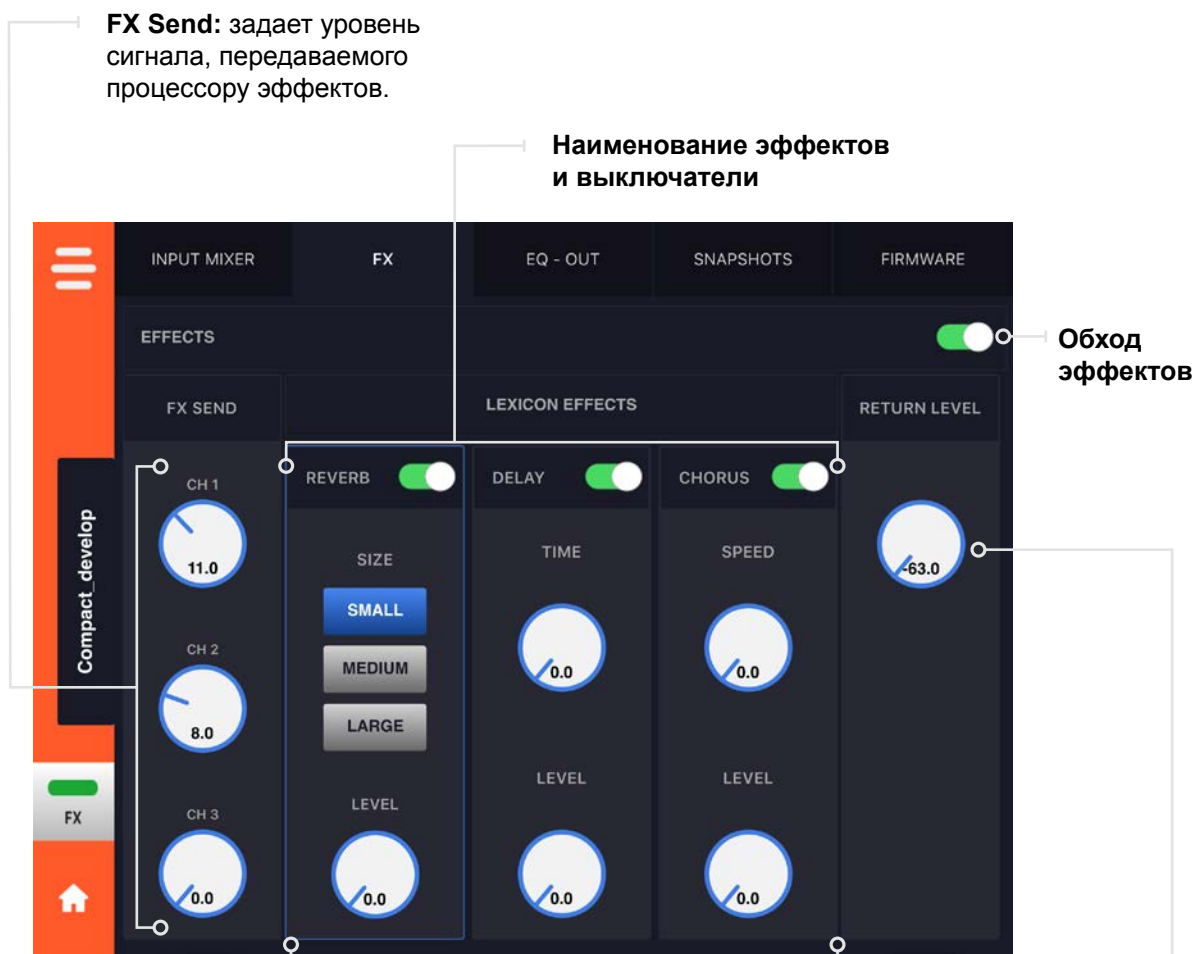 FX Send: задает уровень
сигнала, передаваемого
процессору эффектов.
Наименование эффектов
и выключатели
INPUT MIXER FX EQ - OUT SNAPSHOTS FIRMWARE
EFFECTS
Обход
эффектов
FX SEND LEXICON EFFECTS RETURN LEVEL
REVERB DELAY CHORUS
CH 1
11.0
SIZE TIME SPEED
-63.0
SMALL
Compact_develop
CH 2
MEDIUM
0.0 0.0
8.0
LARGE
LEVEL LEVEL
FX
CH 3
LEVEL
0.0 0.0 0.0 0.0